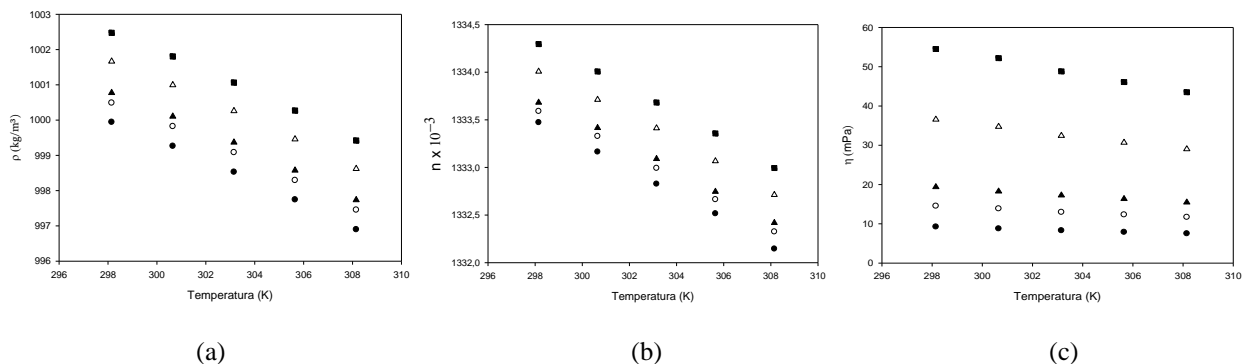 1003
1002
1001
1000
999
998
997
996
ρ (kg/m³)
296 298 300 302 304 306 308 310
Temperatura (K)
(a)
1334,5
1334,0
1333,5
1333,0
1332,5
1332,0
n x 10⁻³
296 298 300 302 304 306 308 310
Temperatura (K)
(b)
60
50
40
30
20
10
0
η (mPa)
296 298 300 302 304 306 308 310
Temperatura (K)
(c)